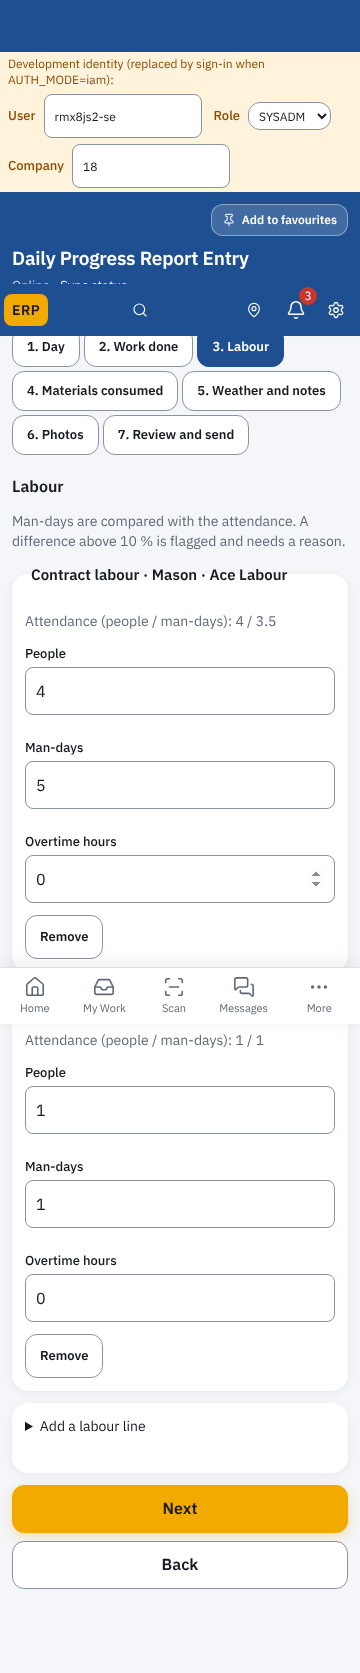 Development identity (replaced by sign-in when
AUTH_MODE=iam):
User rmx8js2-se Role SYSADM
Company 18
Add to favourites
Daily Progress Report Entry
ERP 3
1. Day 2. Work done 3. Labour
4. Materials consumed 5. Weather and notes
6. Photos 7. Review and send
Labour
Man-days are compared with the attendance. A
difference above 10 % is flagged and needs a reason.
Contract labour · Mason · Ace Labour
Attendance (people / man-days): 4 / 3.5
People
4
Man-days
5
Overtime hours
0
Remove
Home My Work Scan Messages More
Attendance (people / man-days): 1 / 1
People
1
Man-days
1
Overtime hours
0
Remove
Add a labour line
Next
Back